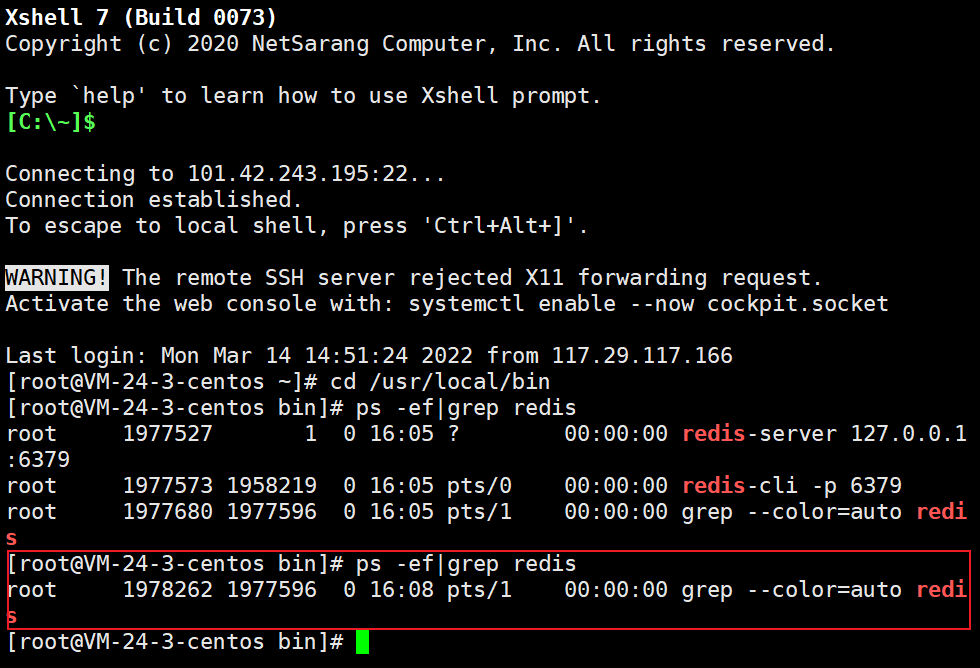 Xshell 7 (Build 0073)
Copyright (c) 2020 NetSarang Computer, Inc. All rights reserved.
Type `help' to learn how to use Xshell prompt.
[C:\~]$
Connecting to 101.42.243.195:22...
Connection established.
To escape to local shell, press 'Ctrl+Alt+]'.
WARNING! The remote SSH server rejected X11 forwarding request.
Activate the web console with: systemctl enable --now cockpit.socket
Last login: Mon Mar 14 14:51:24 2022 from 117.29.117.166
[root@VM-24-3-centos ~]# cd /usr/local/bin
[root@VM-24-3-centos bin]# ps -ef|grep redis
root     1977527       1  0 16:05 ?        00:00:00 redis-server 127.0.0.1
:6379
root     1977573 1958219  0 16:05 pts/0    00:00:00 redis-cli -p 6379
root     1977680 1977596  0 16:05 pts/1    00:00:00 grep --color=auto redi
s
[root@VM-24-3-centos bin]# ps -ef|grep redis
root     1978262 1977596  0 16:08 pts/1    00:00:00 grep --color=auto redi
s
[root@VM-24-3-centos bin]#